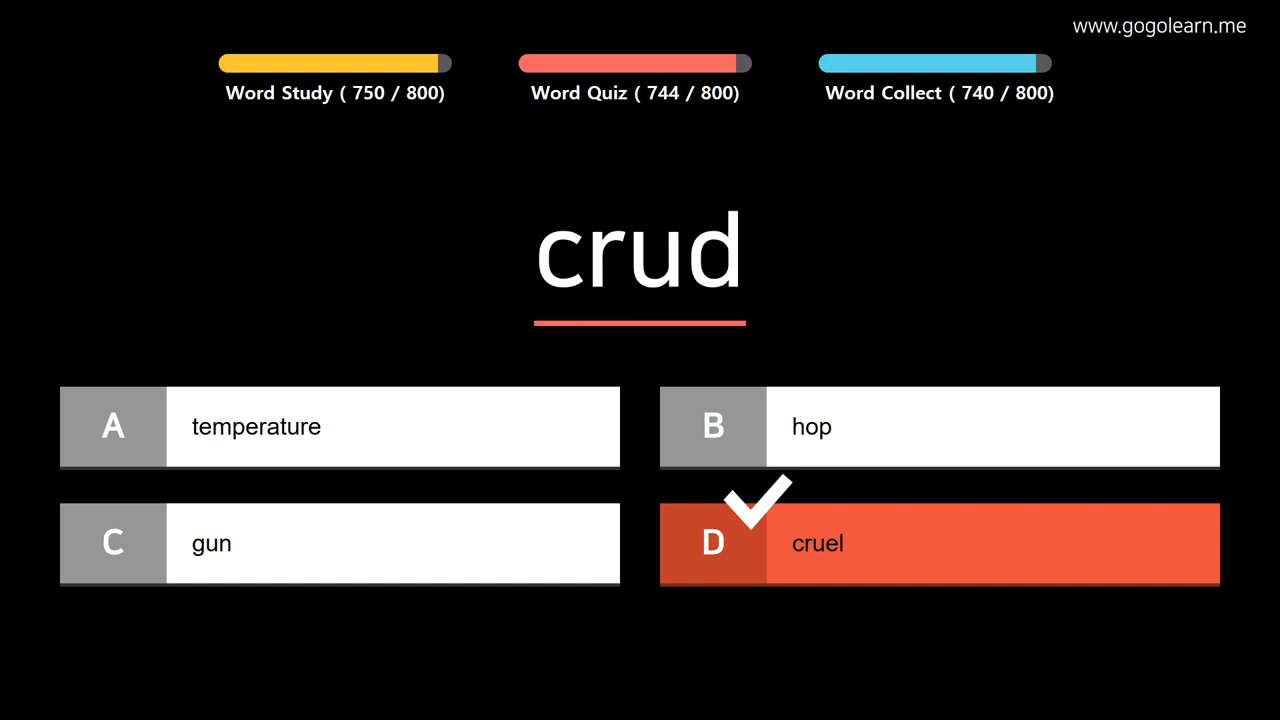 www.gogolearn.me
Word Study ( 750 / 800)
Word Quiz ( 744 / 800)
Word Collect ( 740 / 800)
crud
A temperature
B hop
C gun
D cruel